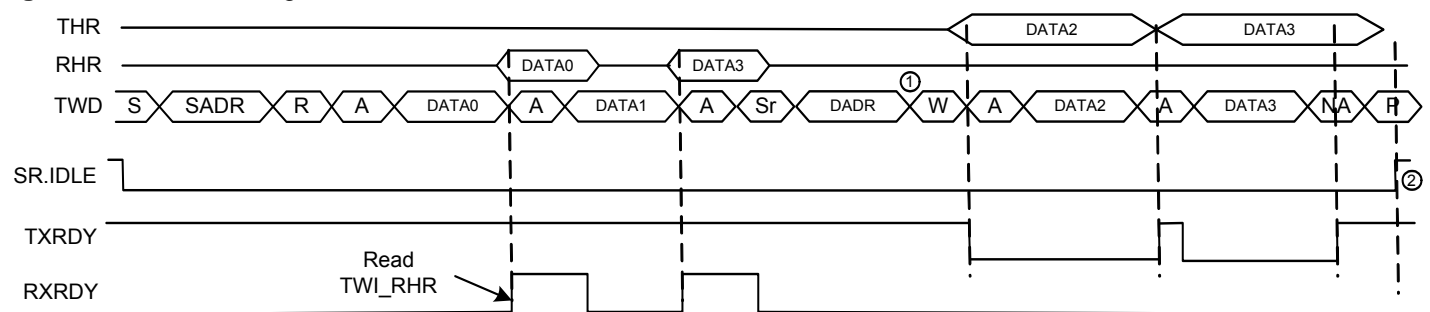 THR DATA2 DATA3
RHR DATA0 DATA3
TWD S SADR R A DATA0 A DATA1 A Sr DADR ① W A DATA2 A DATA3 NA P
SR.IDLE ②
TXRDY
Read
TWI_RHR
RXRDY